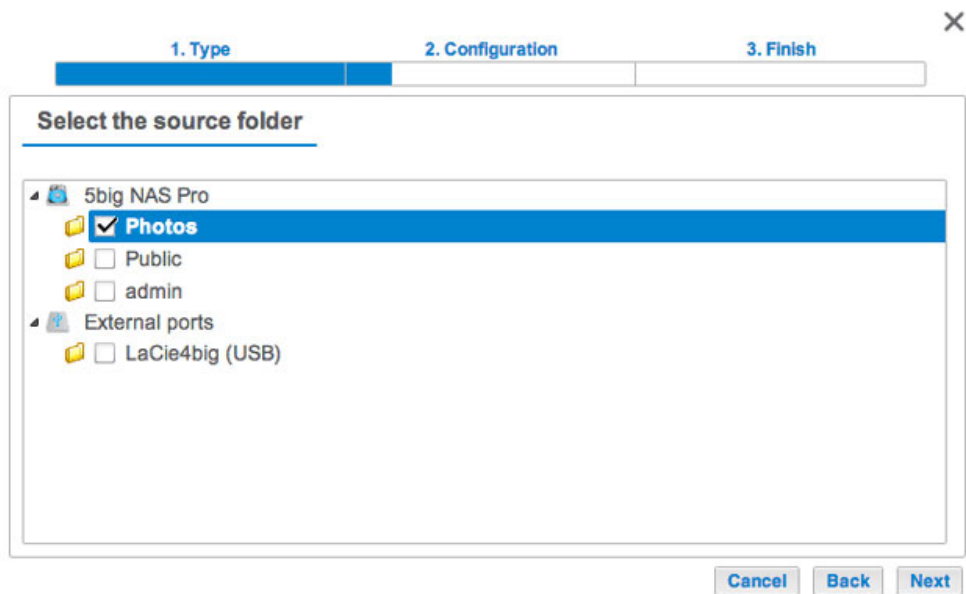 1. Type 2. Configuration 3. Finish
Select the source folder
5big NAS Pro
Photos
Public
admin
External ports
LaCie4big (USB)
Cancel Back Next